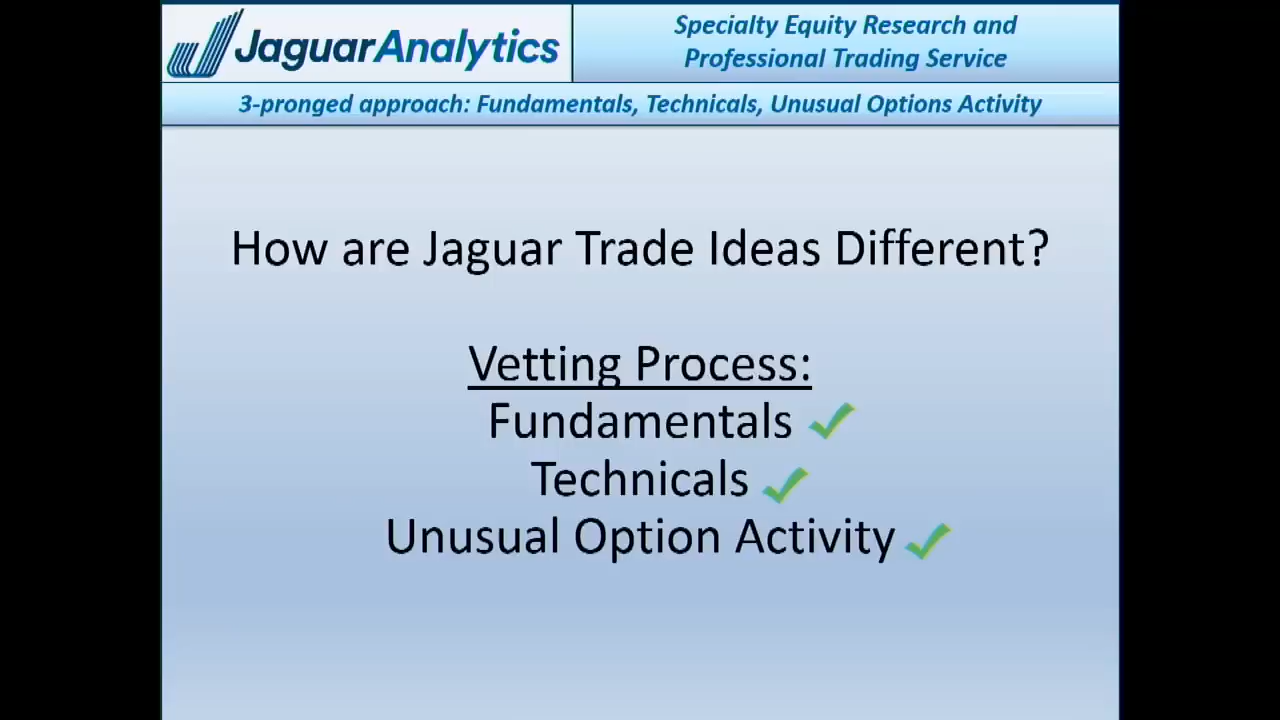 JaguarAnalytics
Specialty Equity Research and
Professional Trading Service
3-pronged approach: Fundamentals, Technicals, Unusual Options Activity
How are Jaguar Trade Ideas Different?
Vetting Process:
Fundamentals
Technicals
Unusual Option Activity